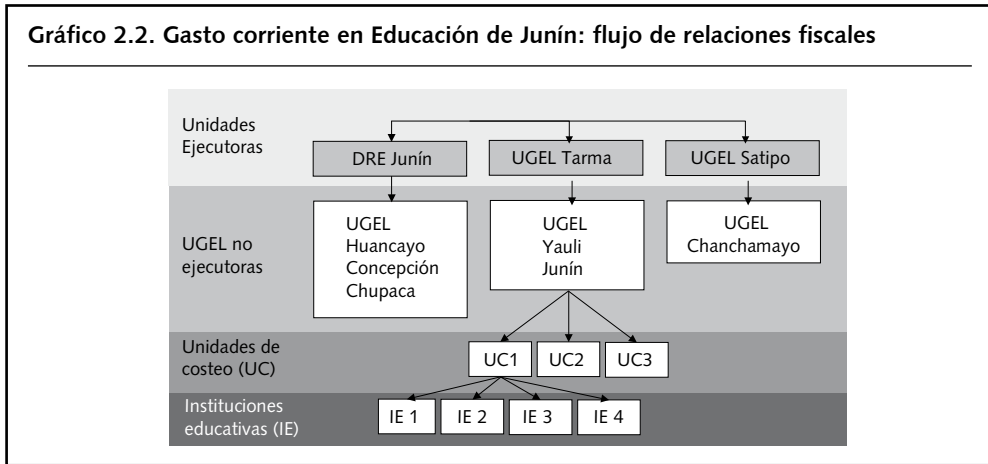 Gráfico 2.2. Gasto corriente en Educación de Junín: flujo de relaciones fiscales
Unidades
Ejecutoras
DRE Junín
UGEL Tarma
UGEL Satipo
UGEL no
ejecutoras
UGEL
Huancayo
Concepción
Chupaca
UGEL
Yauli
Junín
UGEL
Chanchamayo
Unidades de
costeo (UC)
UC1
UC2
UC3
Instituciones
educativas (IE)
IE 1
IE 2
IE 3
IE 4